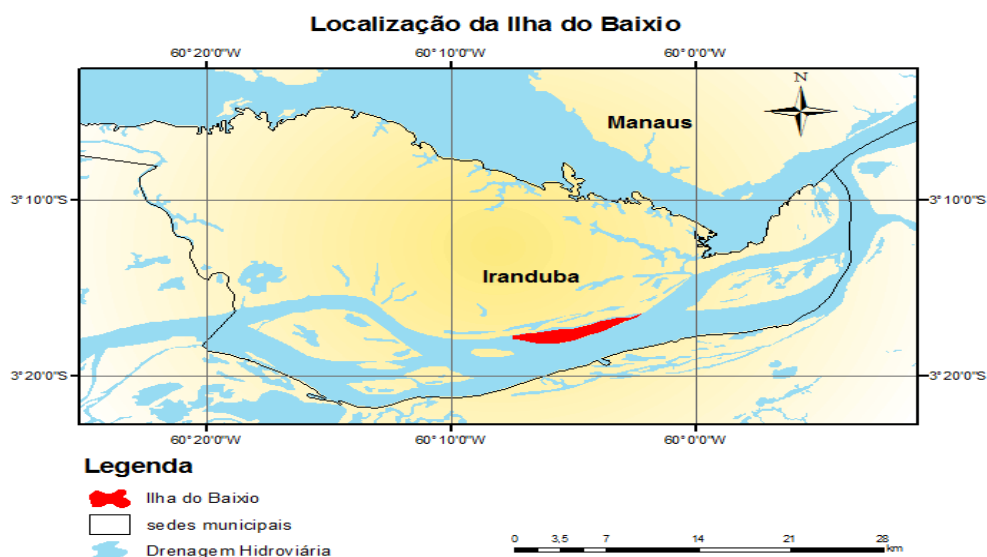 Localização da Ilha do Baixio
60°20'0"W 60°10'0"W 60°0'0"W
N
Manaus
3°10'0"S 3°10'0"S
Iranduba
3°20'0"S 3°20'0"S
60°20'0"W 60°10'0"W 60°0'0"W
Legenda
Ilha do Baixio
sedes municipais
Drenagem Hidroviária
0 3,5 7 14 21 28
km